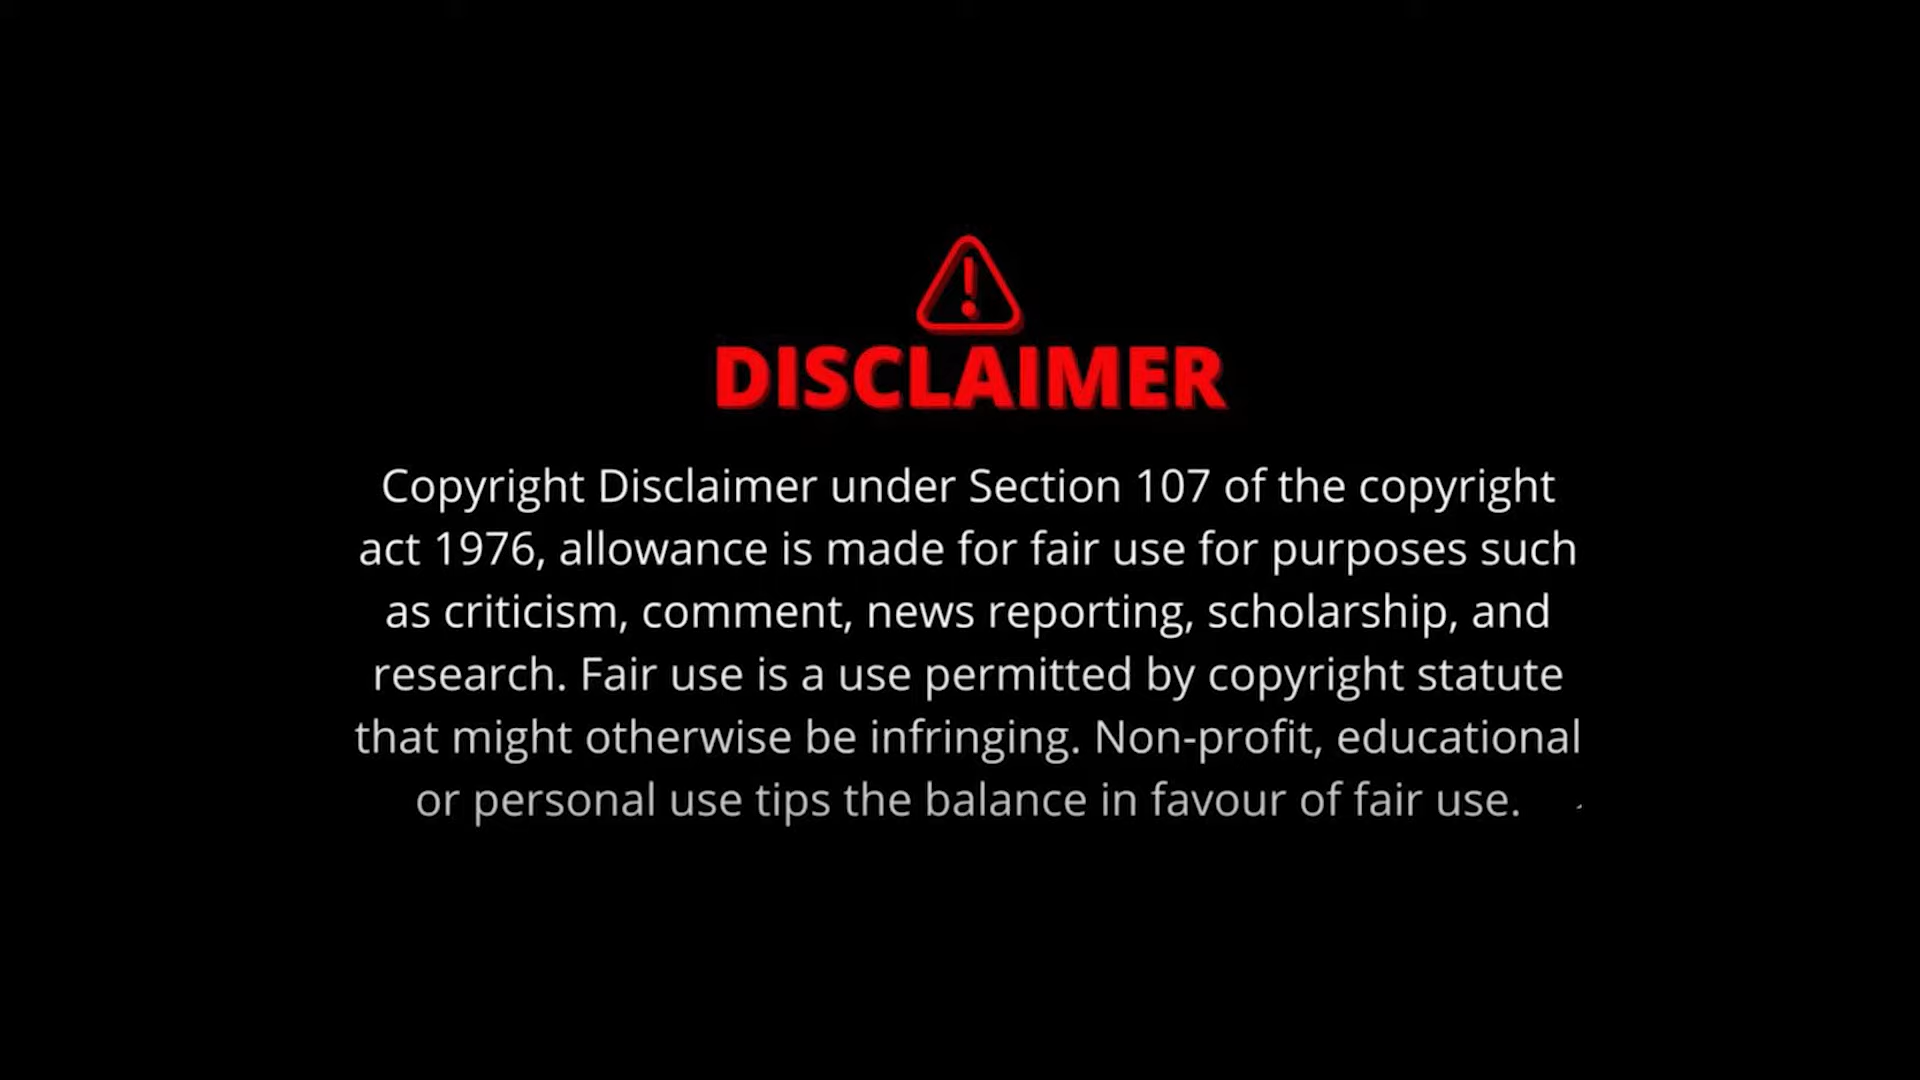 DISCLAIMER
Copyright Disclaimer under Section 107 of the copyright
act 1976, allowance is made for fair use for purposes such
as criticism, comment, news reporting, scholarship, and
research. Fair use is a use permitted by copyright statute
that might otherwise be infringing. Non-profit, educational
or personal use tips the balance in favour of fair use.